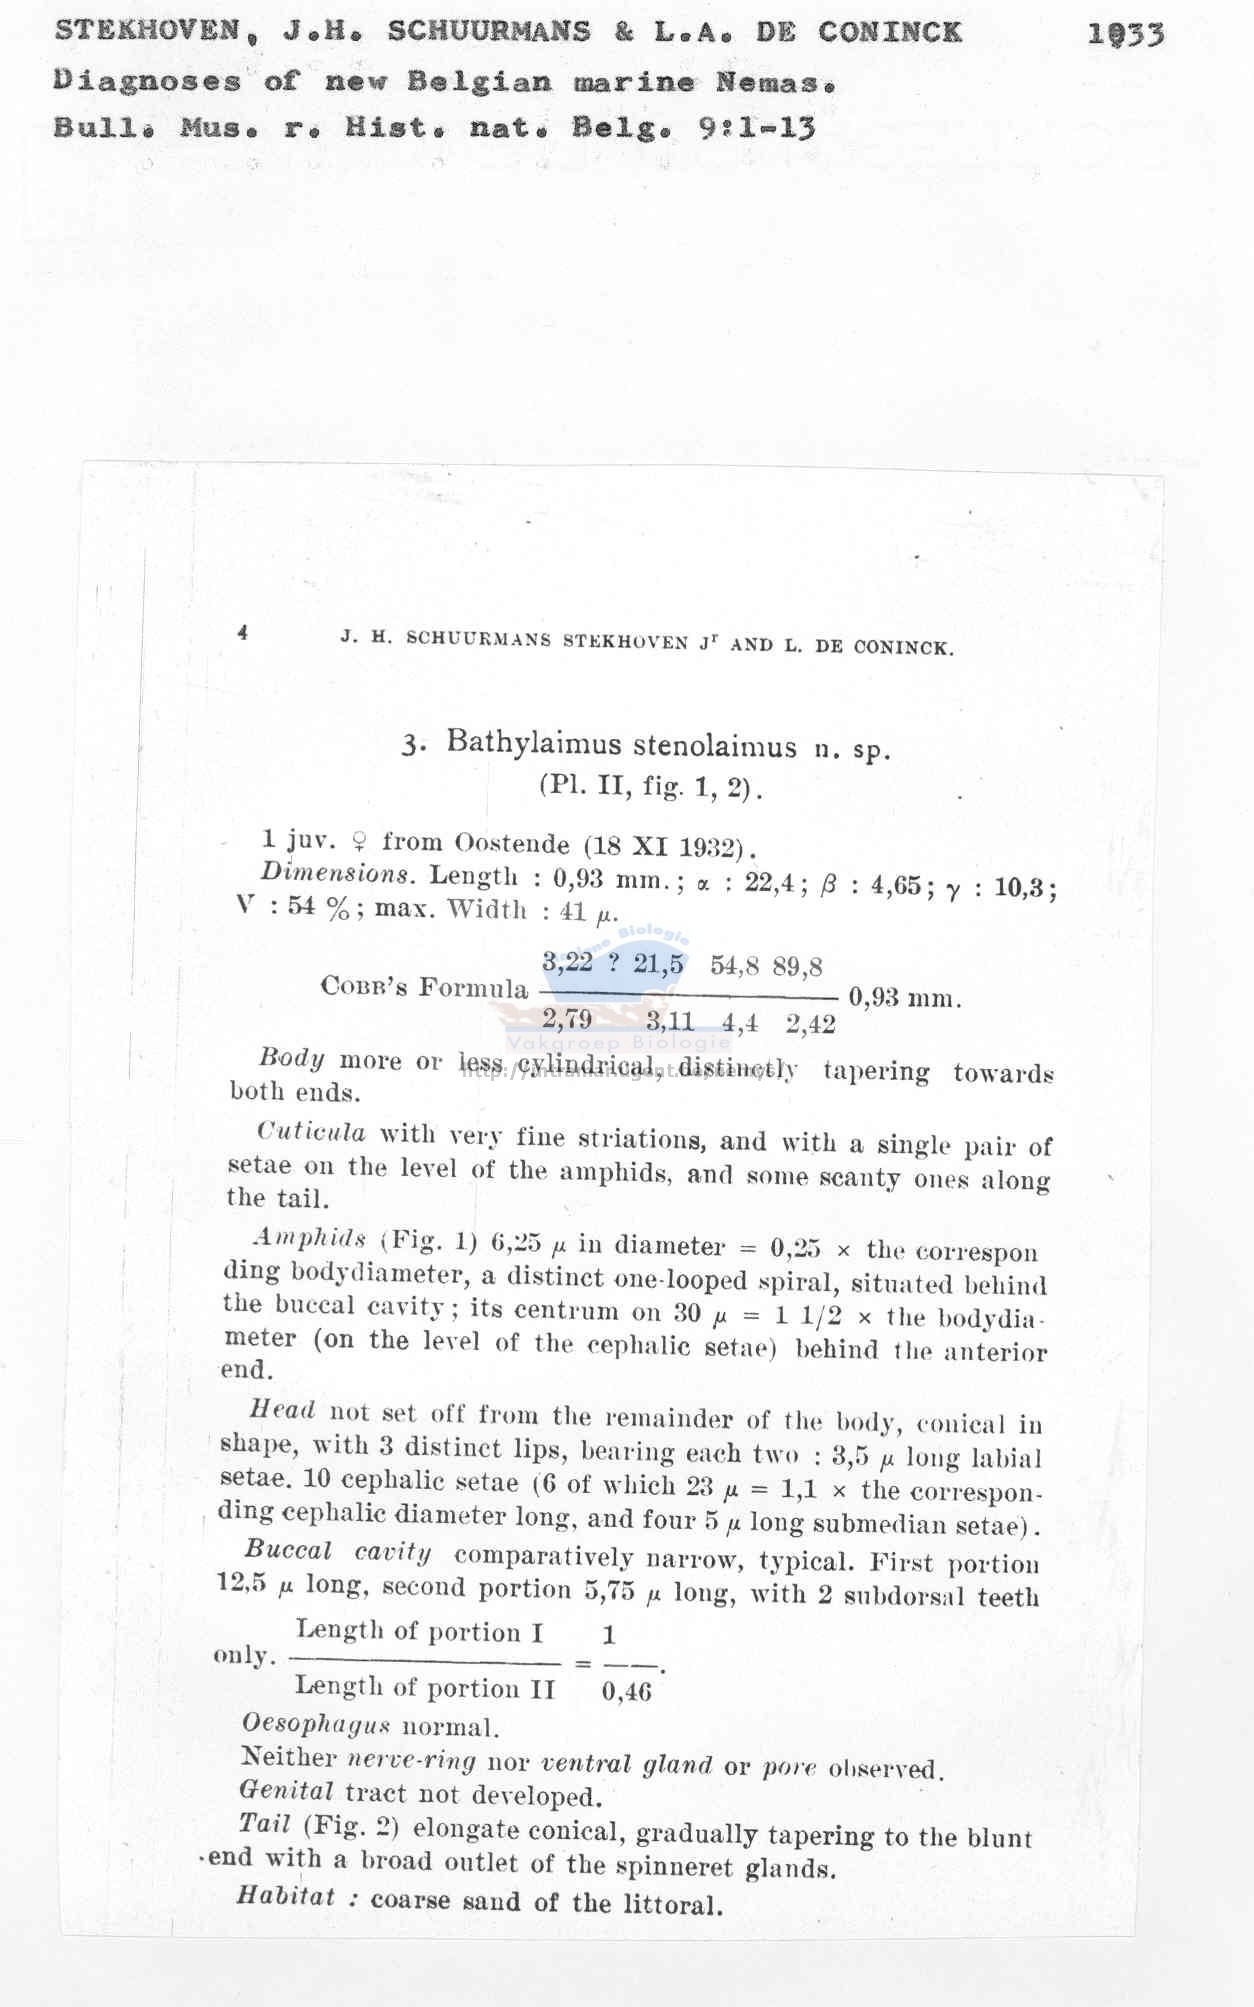 STEKHOVEN, J.H. SCHUURMANS & L.A. DE CONINCK 1933
Diagnoses of new Belgian marine Nemas.
Bull. Mus. r. Hist. nat. Belg. 9:1-13
4 J. H. SCHUURMANS STEKHOVEN Jr AND L. DE CONINCK.
3. Bathylaimus stenolaimus n. sp.
(Pl. II, fig. 1, 2).
1 juv. ♀ from Oostende (18 XI 1932).
Dimensions. Length : 0,93 mm.; α : 22,4; β : 4,65; γ : 10,3;
V : 54 %; max. Width : 41 μ.
3,22 ? 21,5 54,8 89,8
COBB's Formula 0,93 mm.
2,79 3,11 4,4 2,42
Biologie
Vakgroep Biologie
Body more or less cylindrical, distinctly tapering towards
both ends.
Cuticula with very fine striations, and with a single pair of
setae on the level of the amphids, and some scanty ones along
the tail.
Amphids (Fig. 1) 6,25 μ in diameter = 0,25 × the correspon
ding bodydiameter, a distinct one-looped spiral, situated behind
the buccal cavity; its centrum on 30 μ = 1 1/2 × the bodydia-
meter (on the level of the cephalic setae) behind the anterior
end.
Head not set off from the remainder of the body, conical in
shape, with 3 distinct lips, bearing each two : 3,5 μ long labial
setae. 10 cephalic setae (6 of which 23 μ = 1,1 × the correspon-
ding cephalic diameter long, and four 5 μ long submedian setae).
Buccal cavity comparatively narrow, typical. First portion
12,5 μ long, second portion 5,75 μ long, with 2 subdorsal teeth
Length of portion I 1
only. = .
Length of portion II 0,46
Oesophagus normal.
Neither nerve-ring nor ventral gland or pore observed.
Genital tract not developed.
Tail (Fig. 2) elongate conical, gradually tapering to the blunt
end with a broad outlet of the spinneret glands.
Habitat : coarse sand of the littoral.